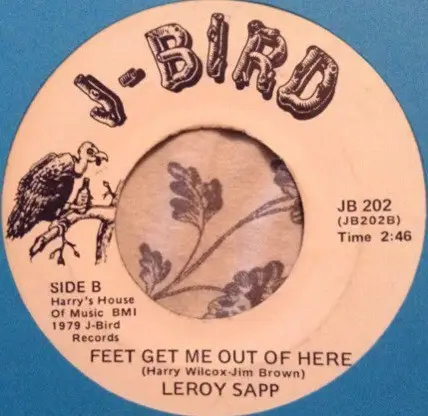 J-BIRD
JB 202
(JB202B)
Time 2:46
SIDE B
Harry's House
Of Music BMI
1979 J-Bird
Records
FEET GET ME OUT OF HERE
(Harry Wilcox-Jim Brown)
LEROY SAPP